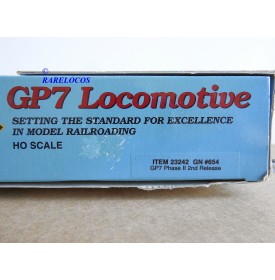 © RARELOCOS
GP7 Locomotive
SETTING THE STANDARD FOR EXCELLENCE
IN MODEL RAILROADING
HO SCALE
ITEM 23242 GN #654
GP7 Phase II 2nd Release